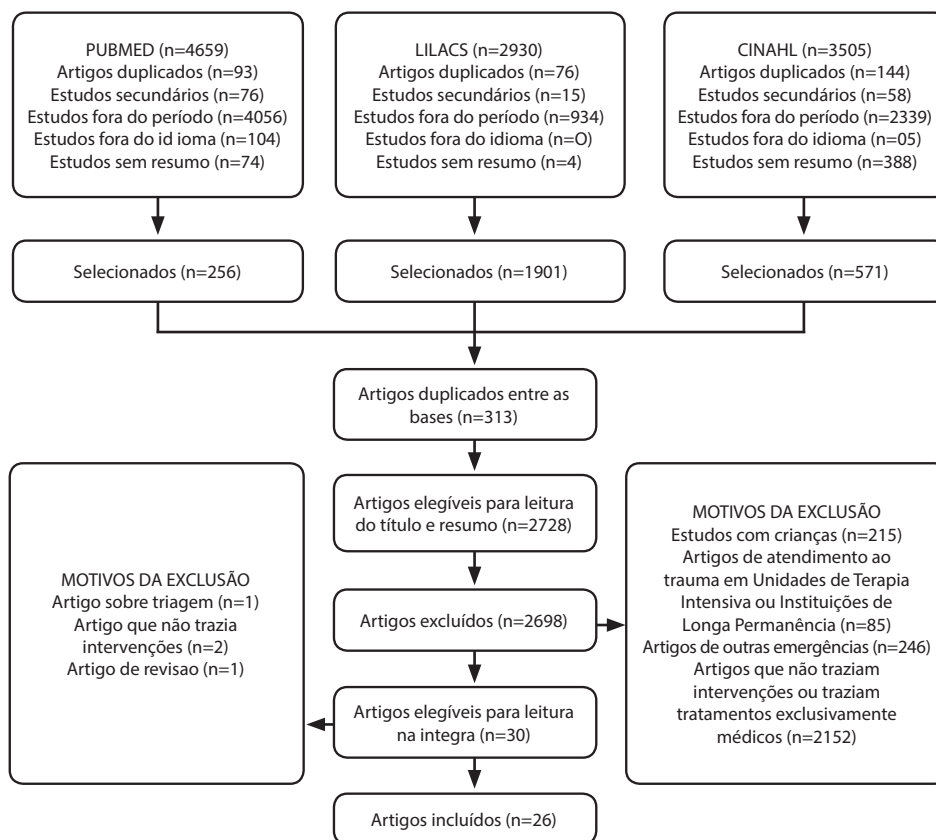 PUBMED (n=4659)
Artigos duplicados (n=93)
Estudos secundários (n=76)
Estudos fora do período (n=4056)
Estudos fora do id ioma (n=104)
Estudos sem resumo (n=74)
LILACS (n=2930)
Artigos duplicados (n=76)
Estudos secundários (n=15)
Estudos fora do período (n=934)
Estudos fora do idioma (n=O)
Estudos sem resumo (n=4)
CINAHL (n=3505)
Artigos duplicados (n=144)
Estudos secundários (n=58)
Estudos fora do período (n=2339)
Estudos fora do idioma (n=05)
Estudos sem resumo (n=388)
Selecionados (n=256)
Selecionados (n=1901)
Selecionados (n=571)
Artigos duplicados entre as
bases (n=313)
Artigos elegíveis para leitura
do título e resumo (n=2728)
MOTIVOS DA EXCLUSÃO
Artigo sobre triagem (n=1)
Artigo que não trazia
intervenções (n=2)
Artigo de revisao (n=1)
Artigos excluídos (n=2698)
MOTIVOS DA EXCLUSÃO
Estudos com crianças (n=215)
Artigos de atendimento ao
trauma em Unidades de Terapia
Intensiva ou Instituições de
Longa Permanência (n=85)
Artigos de outras emergências (n=246)
Artigos que não traziam
intervenções ou traziam
tratamentos exclusivamente
médicos (n=2152)
Artigos elegíveis para leitura
na integra (n=30)
Artigos incluídos (n=26)